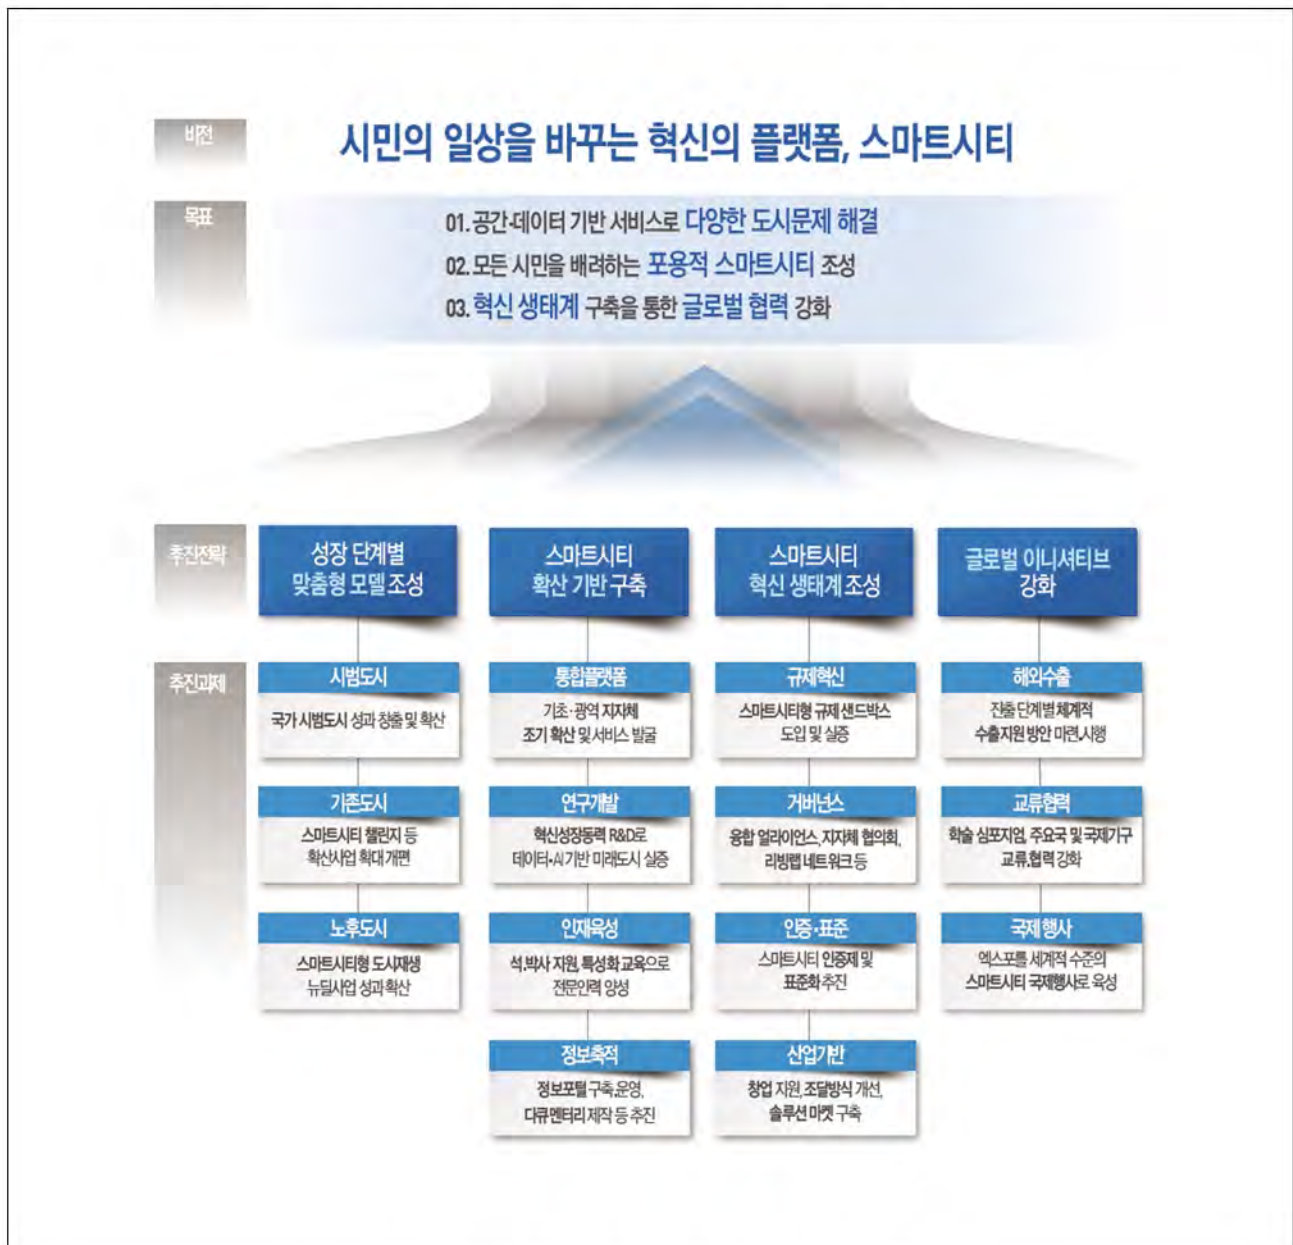 비전
시민의 일상을 바꾸는 혁신의 플랫폼, 스마트시티
목표
01. 공간·데이터 기반 서비스로 다양한 도시문제 해결
02. 모든 시민을 배려하는 포용적 스마트시티 조성
03. 혁신 생태계 구축을 통한 글로벌 협력 강화
추진전략
성장 단계별
맞춤형 모델 조성
스마트시티
확산 기반 구축
스마트시티
혁신 생태계 조성
글로벌 이니셔티브
강화
추진과제
시범도시
국가 시범도시 성과 창출 및 확산
기존도시
스마트시티 챌린지 등
확산사업 확대 개편
노후도시
스마트시티형 도시재생
뉴딜사업 성과 확산
통합플랫폼
기초·광역 지자체
조기 확산 및 서비스 발굴
연구개발
혁신성장동력 R&D로
데이터·AI 기반 미래도시 실증
인재육성
석.박사 지원, 특성화 교육으로
전문인력 양성
정보축적
정보포털 구축.운영,
다큐멘터리 제작 등 추진
규제혁신
스마트시티형 규제 샌드박스
도입 및 실증
거버넌스
융합 얼라이언스, 지자체 협의회,
리빙랩 네트워크 등
인증·표준
스마트시티 인증제 및
표준화 추진
산업기반
창업 지원, 조달방식 개선,
솔루션 마켓 구축
해외수출
진출 단계별 체계적
수출지원 방안 마련.시행
교류협력
학술 심포지엄, 주요국 및 국제기구
교류.협력 강화
국제 행사
엑스포를 세계적 수준의
스마트시티 국제행사로 육성